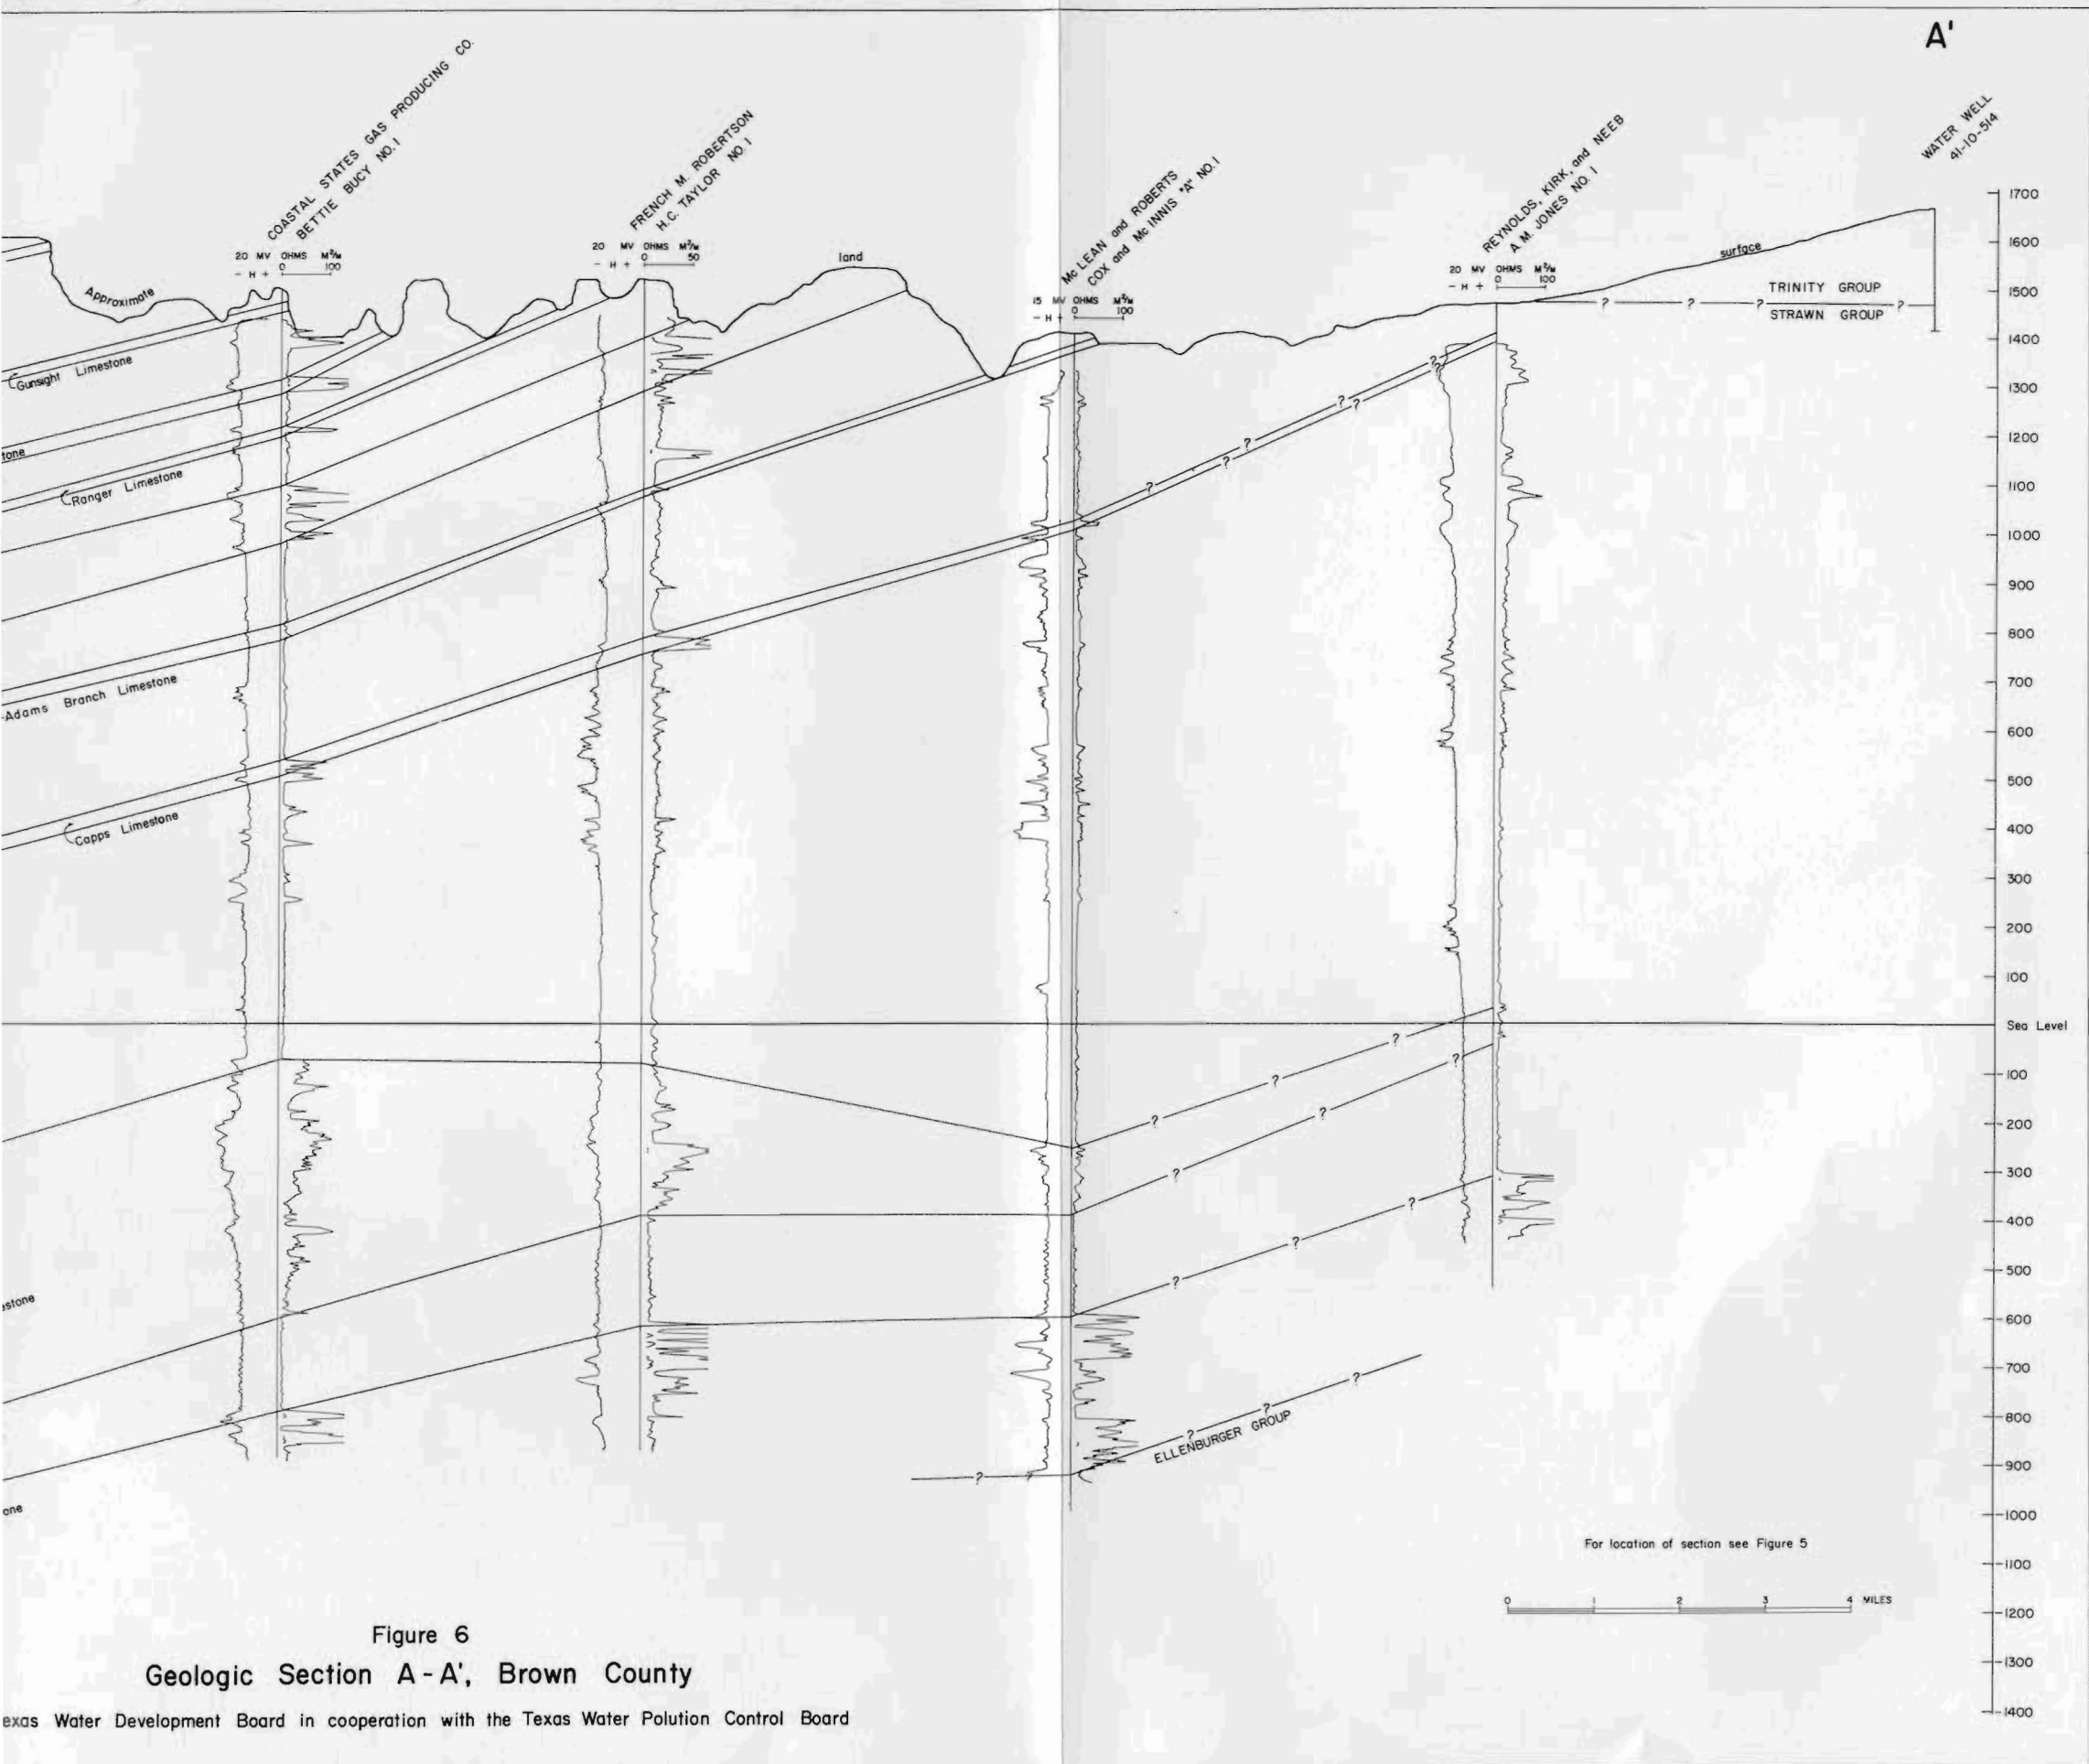 A'
COASTAL STATES GAS PRODUCING CO.
BETTIE BUCY NO. 1
20 MV OHMS M²/M
- H + 0 100
FRENCH M. ROBERTSON
H.C. TAYLOR NO. 1
20 MV OHMS M²/M
- H + 0 50
Mc LEAN and ROBERTS
COX and Mc INNIS "A" NO. 1
15 MV OHMS M²/M
- H + 0 100
REYNOLDS, KIRK, and NEEB
A.M. JONES NO. 1
20 MV OHMS M²/M
- H + 0 100
WATER WELL
41-10-514
Approximate
land
surface
TRINITY GROUP
? ? ? ?
STRAWN GROUP
Gunsight Limestone
tone
Ranger Limestone
Adams Branch Limestone
Capps Limestone
? ? ? ? ? ? ? ?
1700
1600
1500
1400
1300
1200
1100
1000
900
800
700
600
500
400
300
200
100
Sea Level
100
200
300
400
500
600
700
800
900
1000
1100
1200
1300
1400
? ? ?
? ? ?
? ? ?
estone
one
? ? ? ? ?
ELLENBURGER GROUP
For location of section see Figure 5
0 1 2 3 4 MILES
Figure 6
Geologic Section A-A', Brown County
exas Water Development Board in cooperation with the Texas Water Polution Control Board